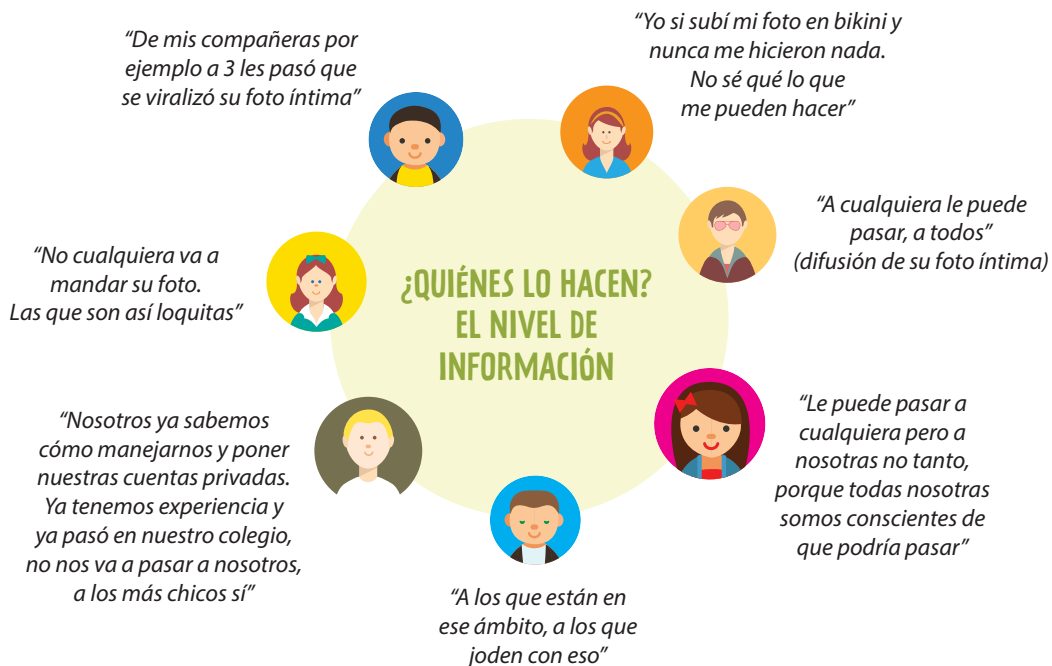 “De mis compañeras por
ejemplo a 3 les pasó que
se viralizó su foto íntima”
“Yo si subí mi foto en bikini y
nunca me hicieron nada.
No sé qué lo que
me pueden hacer”
“A cualquiera le puede
pasar, a todos”
(difusión de su foto íntima)
“No cualquiera va a
mandar su foto.
Las que son así loquitas”
¿QUIÉNES LO HACEN?
EL NIVEL DE
INFORMACIÓN
“Nosotros ya sabemos
cómo manejarnos y poner
nuestras cuentas privadas.
Ya tenemos experiencia y
ya pasó en nuestro colegio,
no nos va a pasar a nosotros,
a los más chicos sí”
“Le puede pasar a
cualquiera pero a
nosotras no tanto,
porque todas nosotras
somos conscientes de
que podría pasar”
“A los que están en
ese ámbito, a los que
joden con eso”